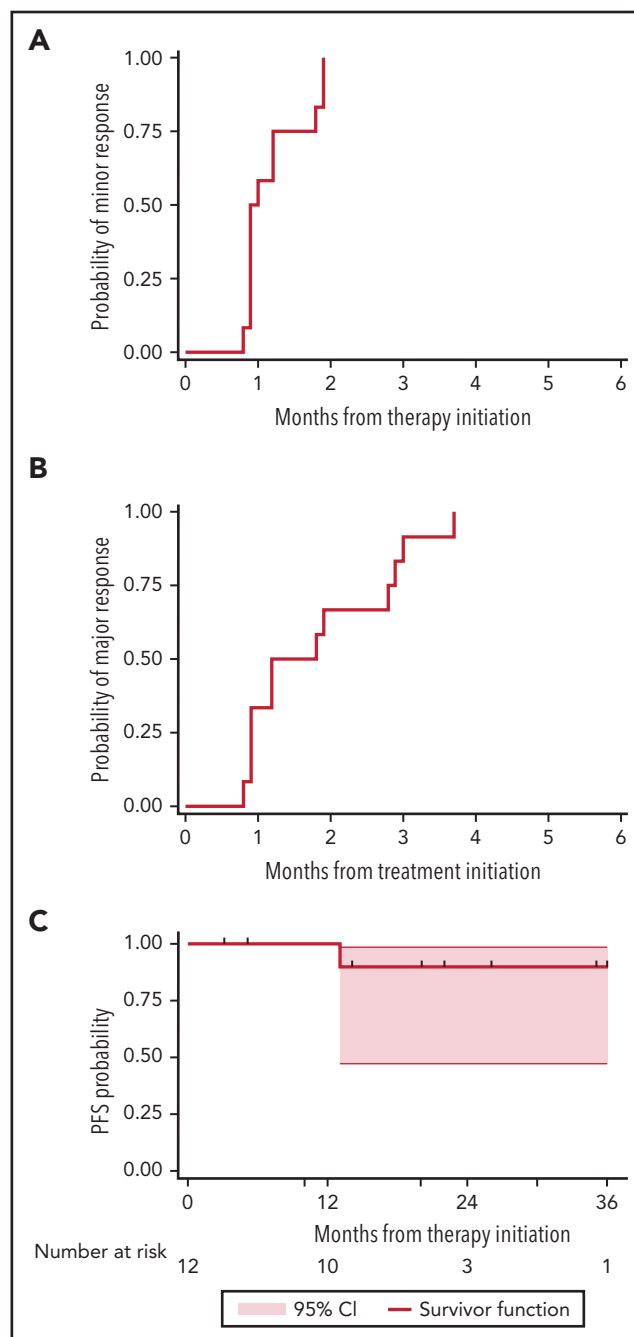 A
Probability of minor response
1.00
0.75
0.50
0.25
0.00
0 1 2 3 4 5 6
Months from therapy initiation
B
Probability of major response
1.00
0.75
0.50
0.25
0.00
0 1 2 3 4 5 6
Months from treatment initiation
C
PFS probability
1.00
0.75
0.50
0.25
0.00
0 12 24 36
Months from therapy initiation
Number at risk
12 10 3 1
95% CI Survivor function